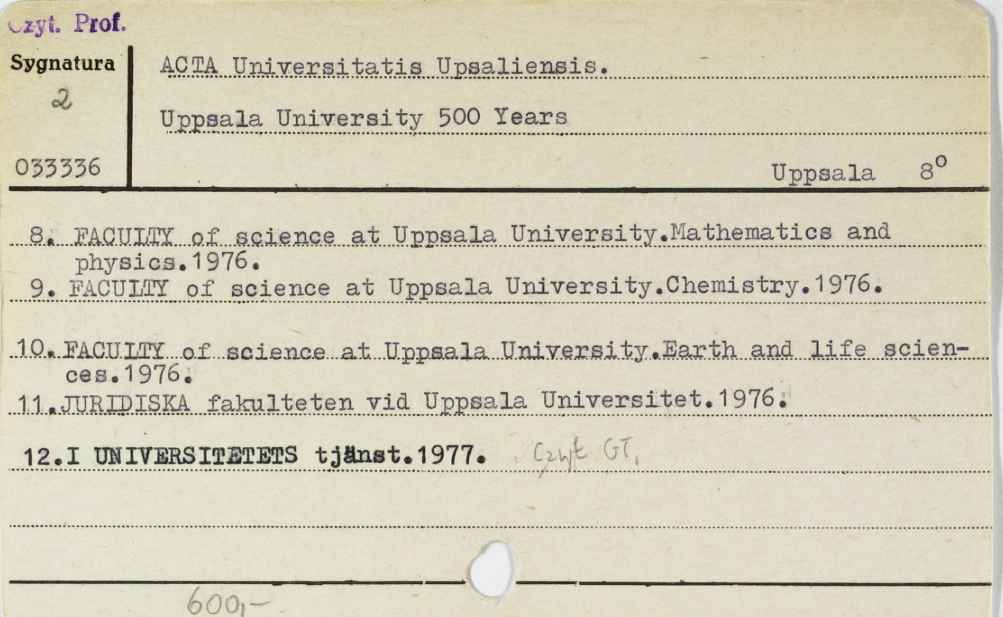 Czyt. Prof.
Sygnatura
2
033336
ACTA Universitatis Upsaliensis.
Uppsala University 500 Years
Uppsala 8º
8. FACULTY of science at Uppsala University.Mathematics and
physics.1976.
9. FACULTY of science at Uppsala University.Chemistry.1976.
10.FACULTY of science at Uppsala University.Earth and life scien-
ces.1976.
11.JURIDISKA fakulteten vid Uppsala Universitet.1976.
12.I UNIVERSITETETS tjänst.1977. Czyt GT.
600,-